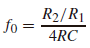 f₀ = R₂/R₁ / 4RC